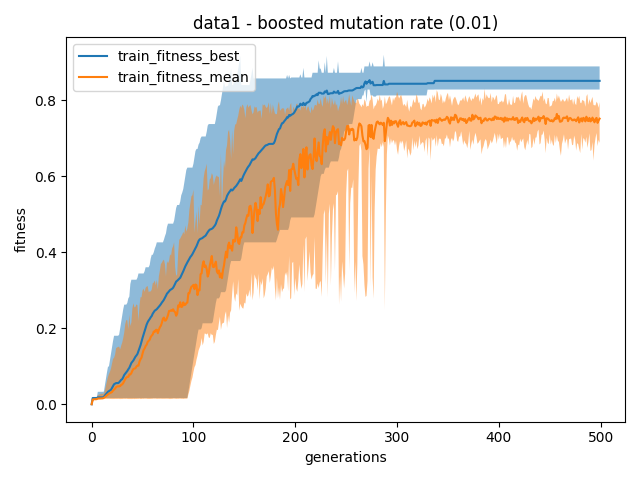 data1 - boosted mutation rate (0.01)
train_fitness_best
train_fitness_mean
fitness
0.8
0.6
0.4
0.2
0.0
0 100 200 300 400 500
generations